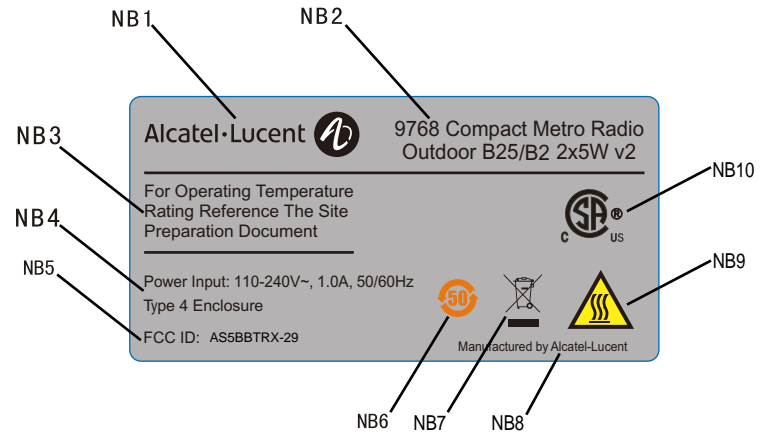 NB1
NB2
Alcatel·Lucent
9768 Compact Metro Radio
Outdoor B25/B2 2x5W v2
NB3
For Operating Temperature
Rating Reference The Site
Preparation Document
NB10
C SA ® US
NB4
Power Input: 110-240V~, 1.0A, 50/60Hz
Type 4 Enclosure
NB5
FCC ID: AS5BBTRX-29
50
NB9
Manufactured by Alcatel-Lucent
NB6
NB7
NB8